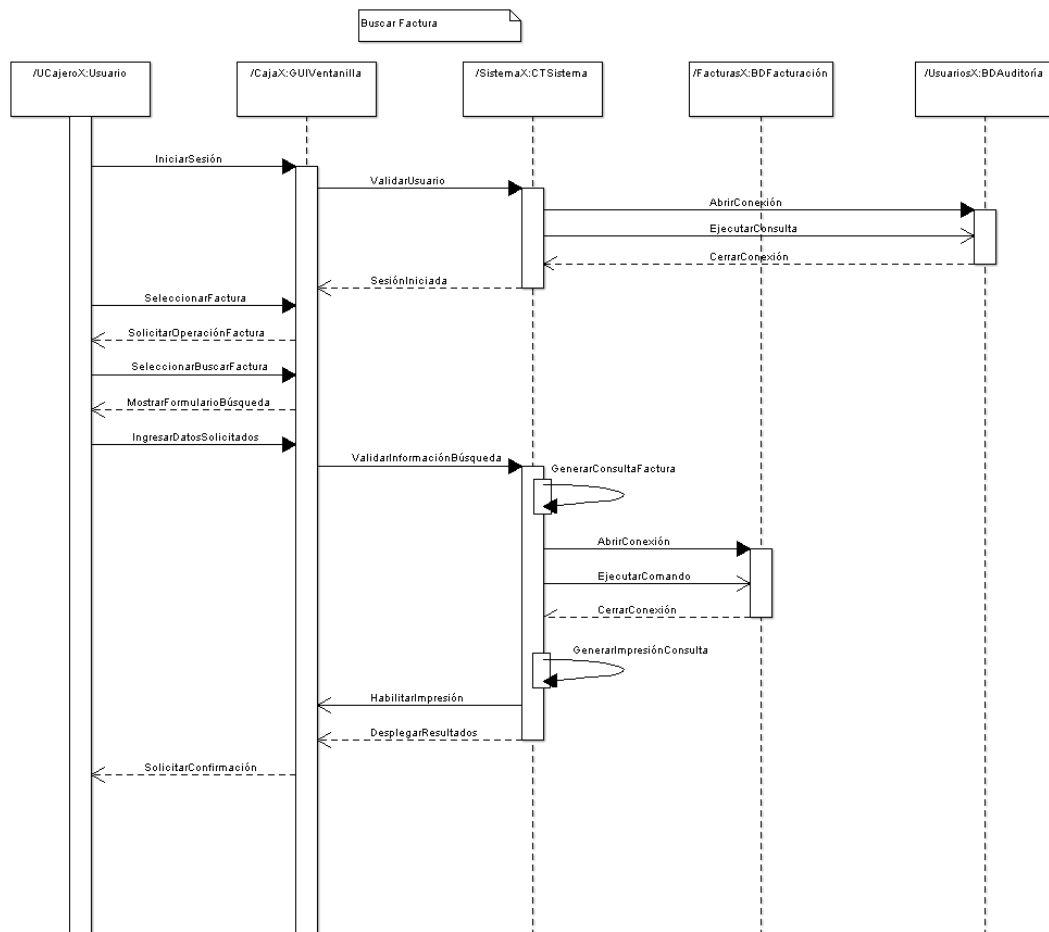 Buscar Factura
/UCajeroX:Usuario
/CajaX:GUIVentanilla
/SistemaX:CTSistema
/FacturasX:BDFacturación
/UsuariosX:BDAuditoría
IniciarSesión
ValidarUsuario
AbrirConexión
EjecutarConsulta
CerrarConexión
SesiónIniciada
SeleccionarFactura
SolicitarOperaciónFactura
SeleccionarBuscarFactura
MostrarFormularioBúsqueda
IngresarDatosSolicitados
ValidarInformaciónBúsqueda
GenerarConsultaFactura
AbrirConexión
EjecutarComando
CerrarConexión
GenerarImpresiónConsulta
HabilitarImpresión
DesplegarResultados
SolicitarConfirmación